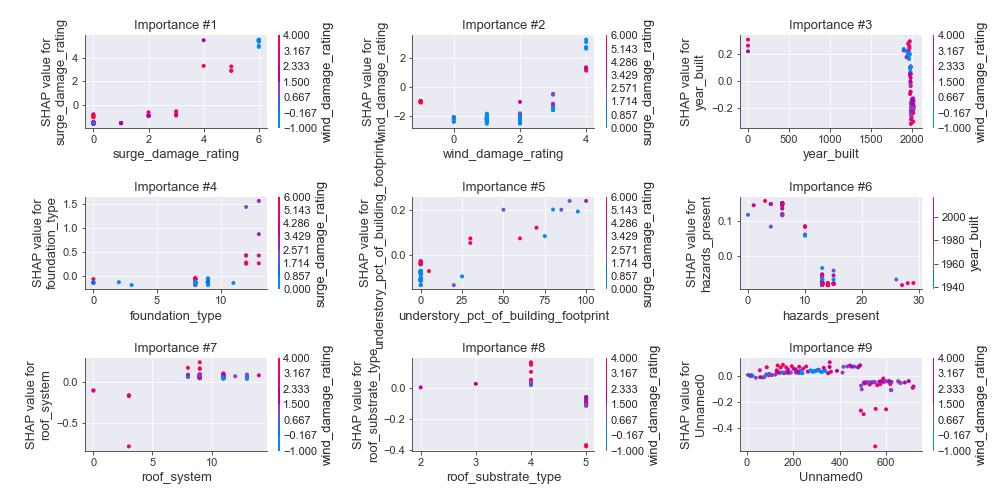 Importance #1
SHAP value for
surge_damage_rating
0
5
0
2
4
6
surge_damage_rating
4.000
3.167
2.333
1.500
0.667
−0.167
−1.000
wind_damage_rating
Importance #2
SHAP value for
wind_damage_rating
2
0
−2
0
2
4
wind_damage_rating
6.000
5.143
4.286
3.429
2.571
1.714
0.857
0.000
surge_damage_rating
Importance #3
SHAP value for
year_built
0.2
0.0
−0.2
0
500
1000
1500
2000
year_built
4.000
3.167
2.333
1.500
0.667
−0.167
−1.000
wind_damage_rating
Importance #4
SHAP value for
foundation_type
1.5
1.0
0.5
0.0
0
5
10
foundation_type
6.000
5.143
4.286
3.429
2.571
1.714
0.857
0.000
surge_damage_rating
Importance #5
SHAP value for
understory_pct_of_building_footprint
0.2
0.0
0
25
50
75
100
understory_pct_of_building_footprint
6.000
5.143
4.286
3.429
2.571
1.714
0.857
0.000
surge_damage_rating
Importance #6
SHAP value for
hazards_present
0.1
0.0
0
10
20
30
hazards_present
2000
1980
1960
1940
year_built
Importance #7
SHAP value for
roof_system
0.0
−0.5
0
5
10
roof_system
4.000
3.167
2.333
1.500
0.667
−0.167
−1.000
wind_damage_rating
Importance #8
SHAP value for
roof_substrate_type
0.0
−0.2
−0.4
2
3
4
5
roof_substrate_type
4.000
3.167
2.333
1.500
0.667
−0.167
−1.000
wind_damage_rating
Importance #9
SHAP value for
Unnamed0
0.0
−0.2
−0.4
0
200
400
600
Unnamed0
4.000
3.167
2.333
1.500
0.667
−0.167
−1.000
wind_damage_rating